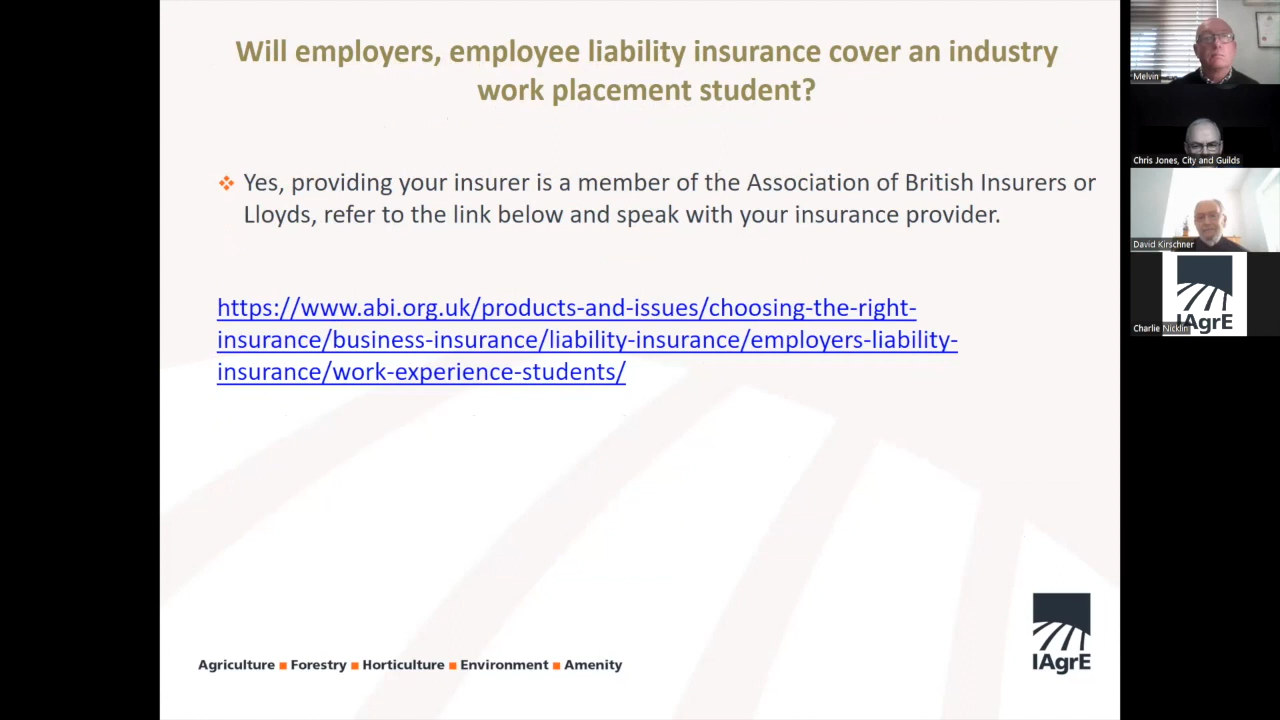 Will employers, employee liability insurance cover an industry
work placement student?
Yes, providing your insurer is a member of the Association of British Insurers or
Lloyds, refer to the link below and speak with your insurance provider.
https://www.abi.org.uk/products-and-issues/choosing-the-right-
insurance/business-insurance/liability-insurance/employers-liability-
insurance/work-experience-students/
Agriculture ■ Forestry ■ Horticulture ■ Environment ■ Amenity
IAgrE
Melvin
Chris Jones, City and Guilds
David Kirschner
IAgrE
Charlie Nicklin